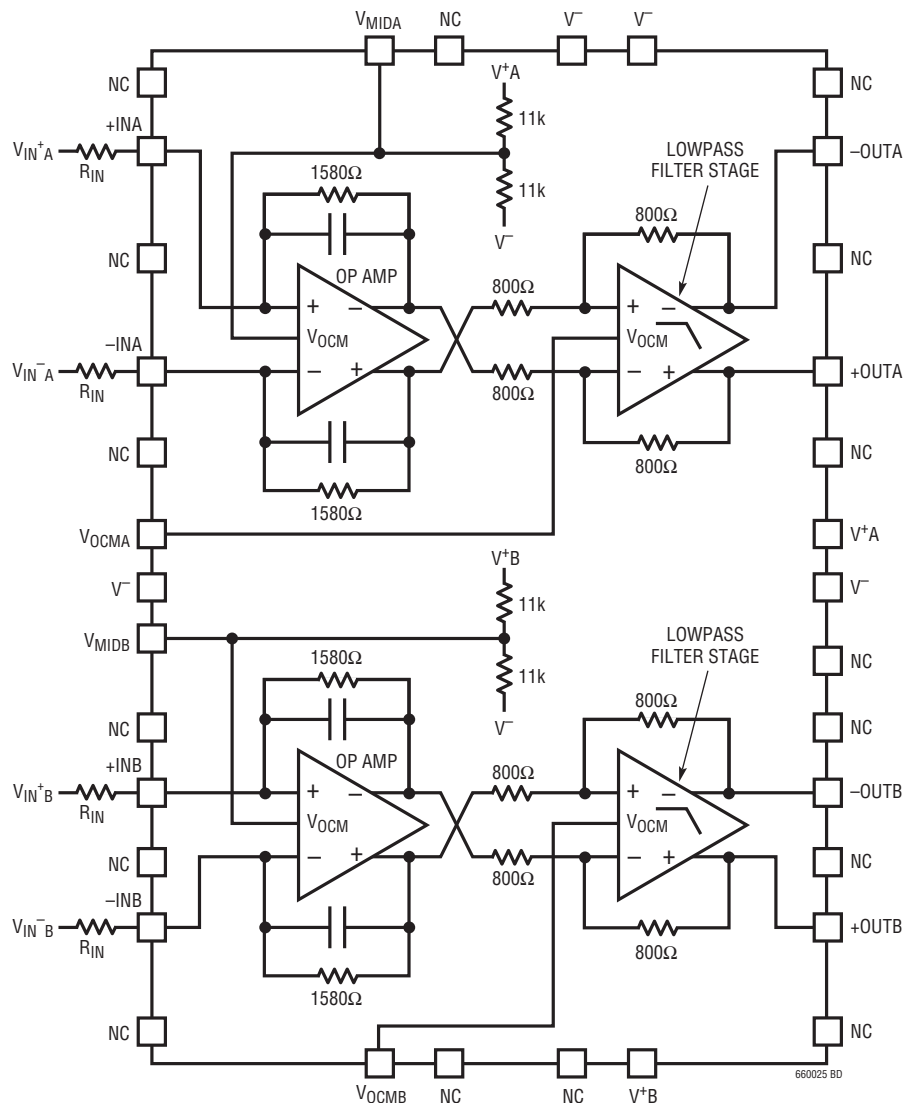 VMIDA
NC
V–
V–
NC
+INA
VIN+A
RIN
NC
–INA
VIN–A
RIN
NC
VOCMA
V–
VMIDB
NC
+INB
VIN+B
RIN
NC
–INB
VIN–B
RIN
NC
V+A
11k
11k
V–
1580Ω
OP AMP
+
–
VOCM
–
+
1580Ω
800Ω
800Ω
LOWPASS
FILTER STAGE
800Ω
+
–
VOCM
–
+
800Ω
V+B
11k
11k
V–
1580Ω
OP AMP
+
–
VOCM
–
+
1580Ω
800Ω
800Ω
LOWPASS
FILTER STAGE
800Ω
+
–
VOCM
–
+
800Ω
NC
–OUTA
NC
+OUTA
NC
V+A
V–
NC
NC
–OUTB
NC
+OUTB
NC
VOCMB
NC
NC
V+B
660025 BD